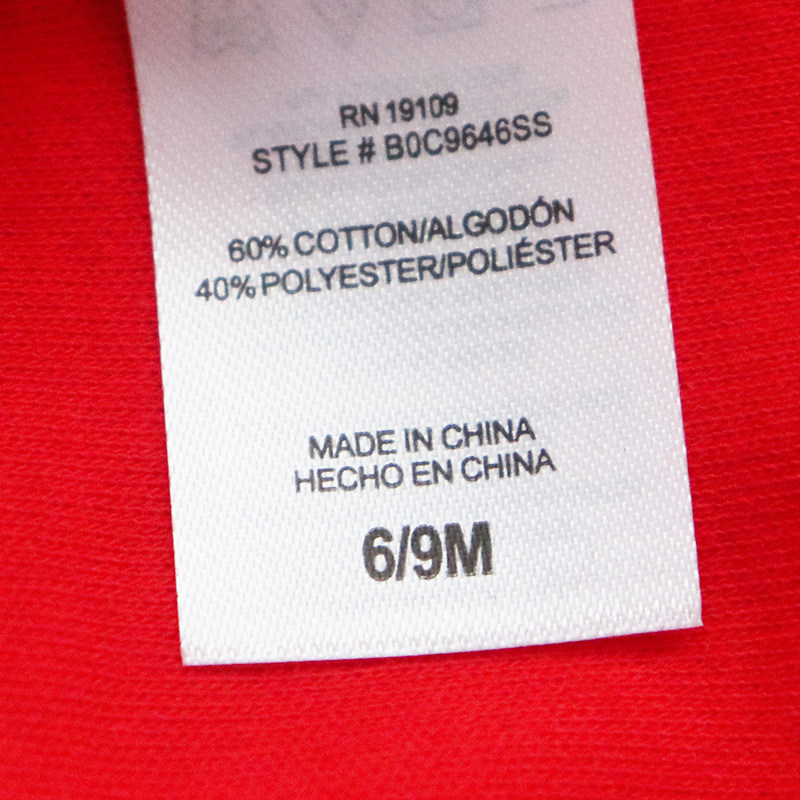 RN 19109
STYLE # B0C9646SS
60% COTTON/ALGODÓN
40% POLYESTER/POLIÉSTER
MADE IN CHINA
HECHO EN CHINA
6/9M